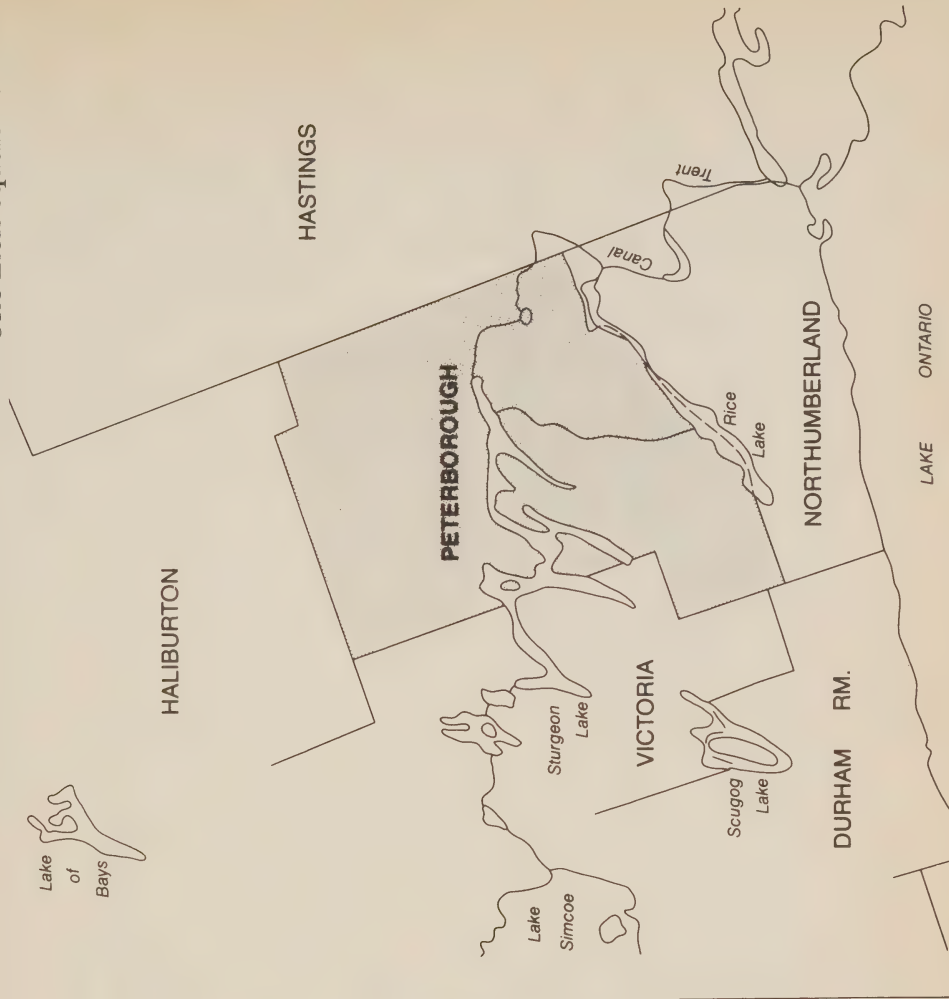 Lake
of
Bays
HALIBURTON
HASTINGS
PETERBOROUGH
Lake
Simcoe
Sturgeon
Lake
VICTORIA
Canal
Trent
Rice
Lake
Scugog
Lake
NORTHUMBERLAND
DURHAM RM.
LAKE ONTARIO